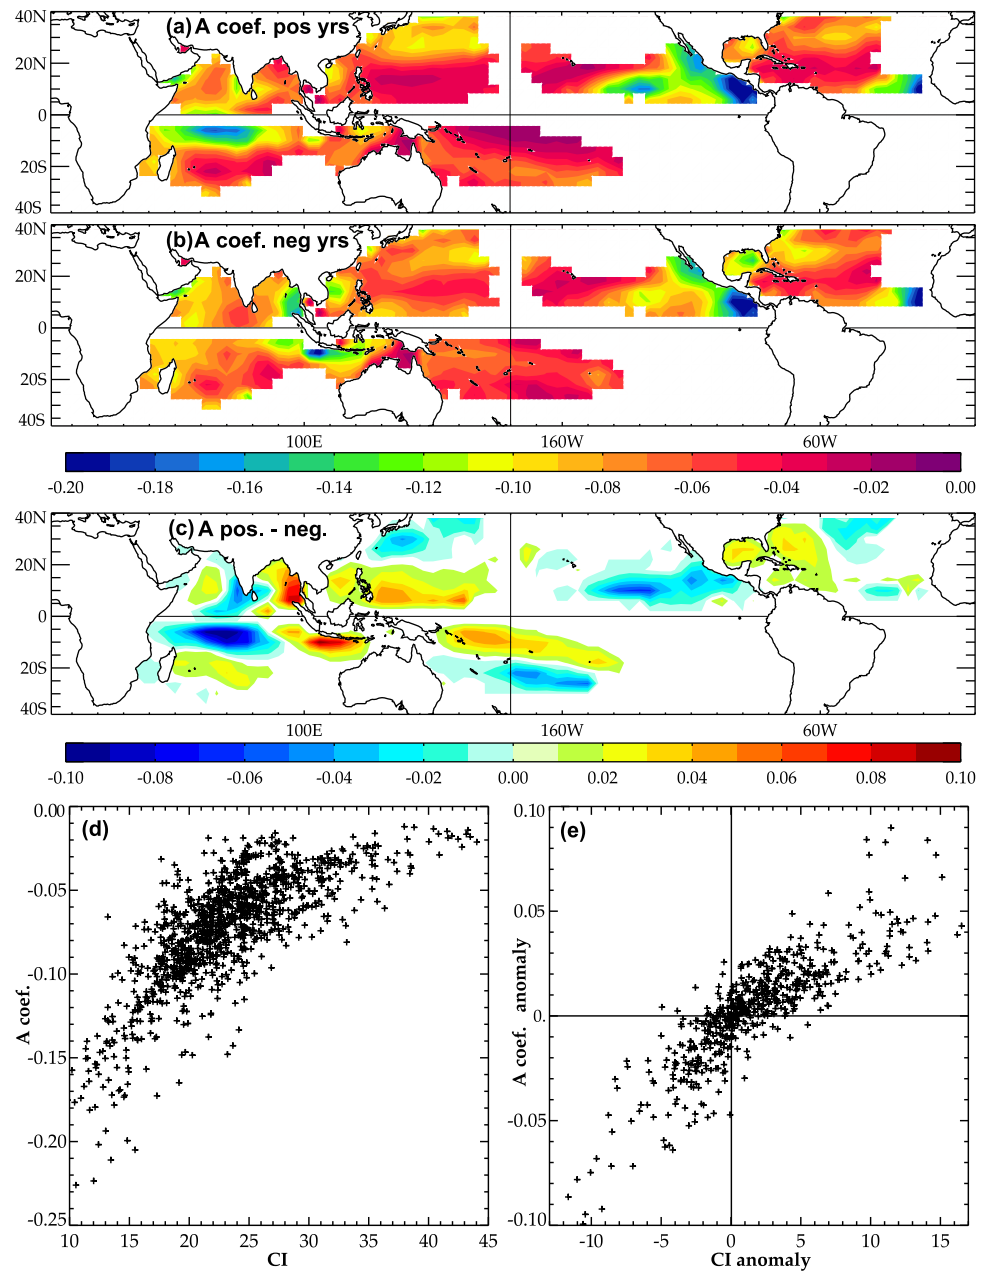 (a) A coef. pos yrs
40N
20N
0
20S
40S
(b) A coef. neg yrs
40N
20N
0
20S
40S
100E 160W 60W
-0.20 -0.18 -0.16 -0.14 -0.12 -0.10 -0.08 -0.06 -0.04 -0.02 0.00
(c) A pos. - neg.
40N
20N
0
20S
40S
100E 160W 60W
-0.10 -0.08 -0.06 -0.04 -0.02 0.00 0.02 0.04 0.06 0.08 0.10
(d)
0.00
-0.05
-0.10
-0.15
-0.20
-0.25
A coef.
10 15 20 25 30 35 40 45
CI
(e)
0.10
0.05
0.
-0.05
-0.10
A coef. anomaly
-10 -5 0 5 10 15
CI anomaly